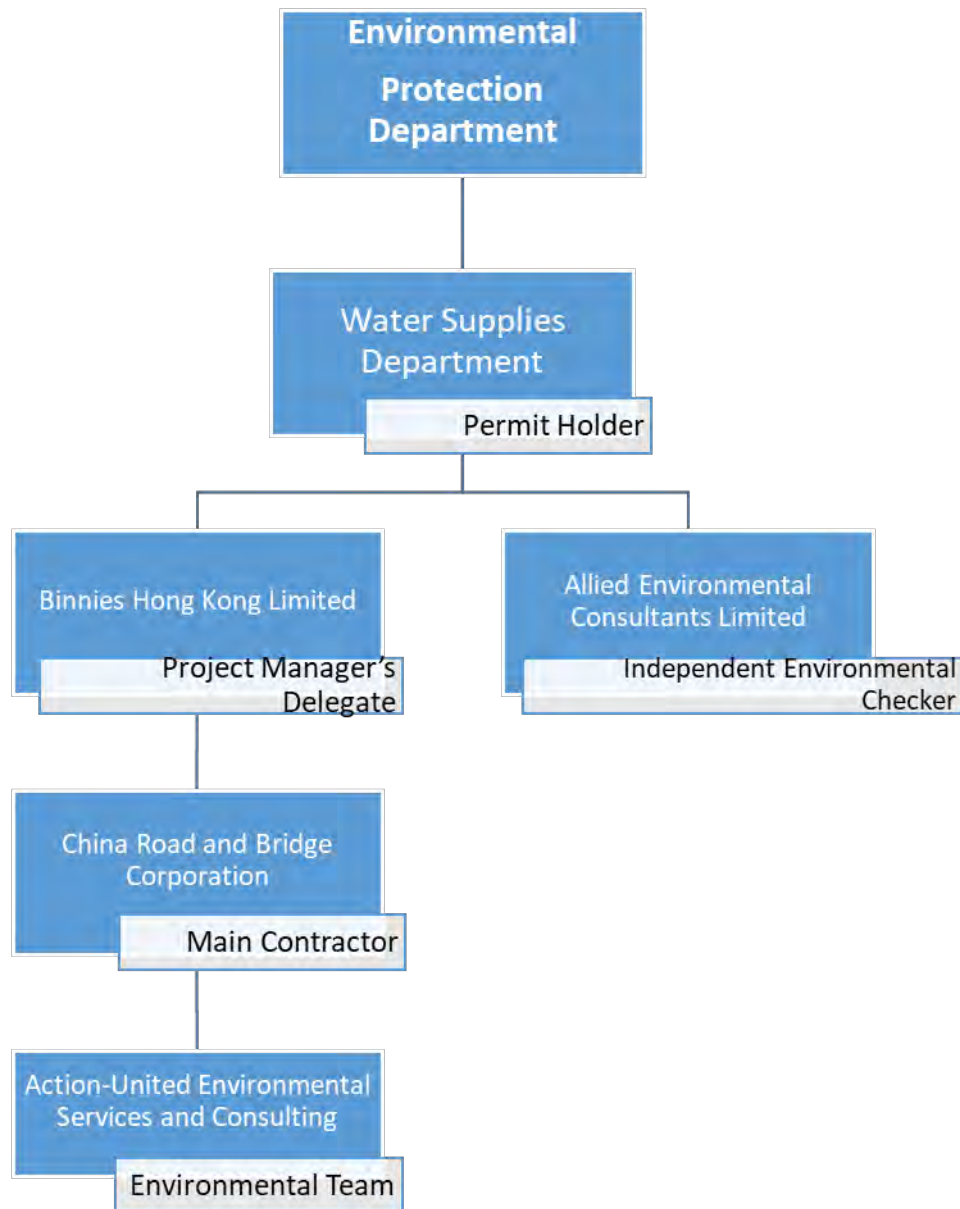 Environmental
Protection
Department
Water Supplies
Department
Permit Holder
Binnies Hong Kong Limited
Project Manager's
Delegate
Allied Environmental
Consultants Limited
Independent Environmental
Checker
China Road and Bridge
Corporation
Main Contractor
Action-United Environmental
Services and Consulting
Environmental Team